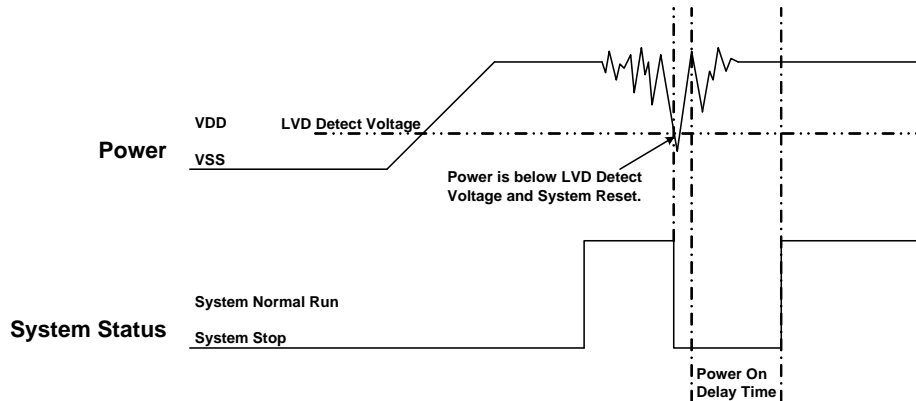 VDD
LVD Detect Voltage
Power
VSS
Power is below LVD Detect
Voltage and System Reset.
System Normal Run
System Status
System Stop
Power On
Delay Time